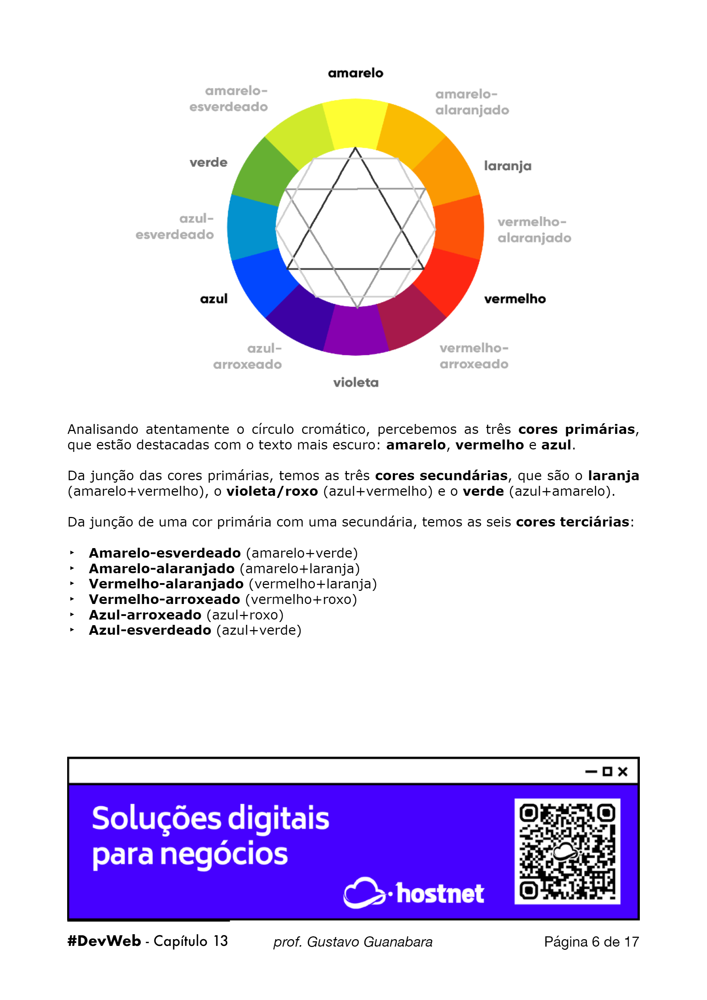 amarelo
amarelo-
esverdeado
amarelo-
alaranjado
verde
laranja
azul-
esverdeado
vermelho-
alaranjado
azul
vermelho
azul-
arroxeado
vermelho-
arroxeado
violeta
Analisando atentamente o círculo cromático, percebemos as três cores primárias,
que estão destacadas com o texto mais escuro: amarelo, vermelho e azul.
Da junção das cores primárias, temos as três cores secundárias, que são o laranja
(amarelo+vermelho), o violeta/roxo (azul+vermelho) e o verde (azul+amarelo).
Da junção de uma cor primária com uma secundária, temos as seis cores terciárias:
‣ Amarelo-esverdeado (amarelo+verde)
‣ Amarelo-alaranjado (amarelo+laranja)
‣ Vermelho-alaranjado (vermelho+laranja)
‣ Vermelho-arroxeado (vermelho+roxo)
‣ Azul-arroxeado (azul+roxo)
‣ Azul-esverdeado (azul+verde)
Soluções digitais
para negócios
hostnet
#DevWeb - Capítulo 13 prof. Gustavo Guanabara Página 6 de 17